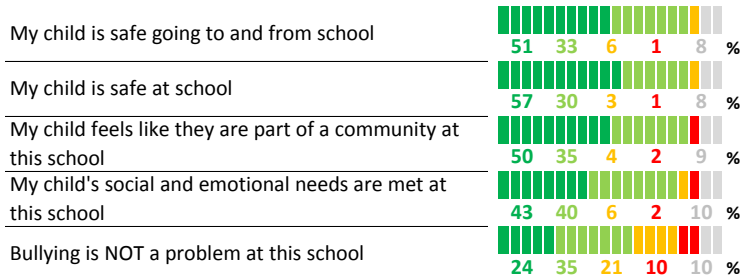 My child is safe going to and from school
51 33 6 1 8 %
My child is safe at school
57 30 3 1 8 %
My child feels like they are part of a community at
this school
50 35 4 2 9 %
My child's social and emotional needs are met at
this school
43 40 6 2 10 %
Bullying is NOT a problem at this school
24 35 21 10 10 %